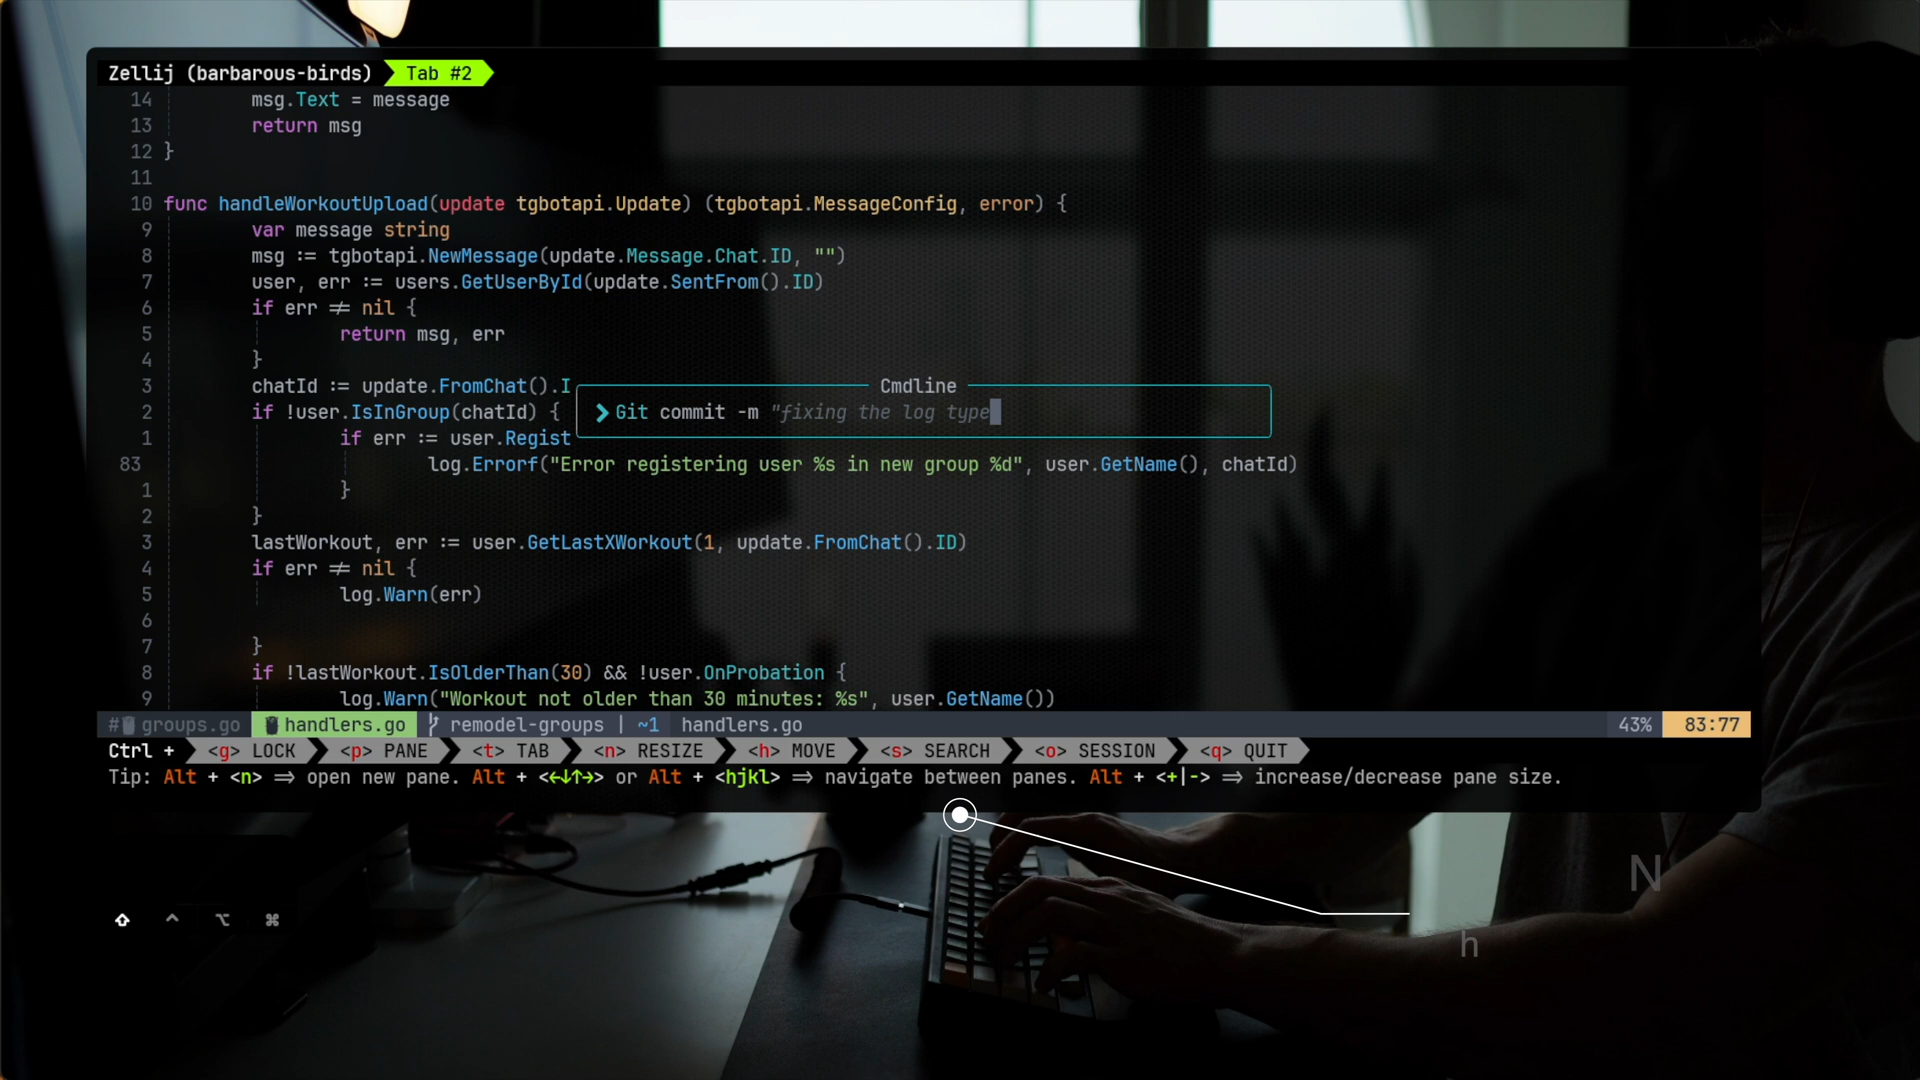 Zellij (barbarous-birds) Tab #2
14 msg.Text = message
13 return msg
12 }
11
10 func handleWorkoutUpload(update tgbotapi.Update) (tgbotapi.MessageConfig, error) {
9 var message string
8 msg := tgbotapi.NewMessage(update.Message.Chat.ID, "")
7 user, err := users.GetUserById(update.SentFrom().ID)
6 if err != nil {
5 return msg, err
4 }
3 chatId := update.FromChat().I
Cmdline
2 if !user.IsInGroup(chatId) {
❯ Git commit -m "fixing the log type
1 if err := user.Regist
83 log.Errorf("Error registering user %s in new group %d", user.GetName(), chatId)
1 }
2 }
3 lastWorkout, err := user.GetLastXWorkout(1, update.FromChat().ID)
4 if err != nil {
5 log.Warn(err)
6
7 }
8 if !lastWorkout.IsOlderThan(30) && !user.OnProbation {
9 log.Warn("Workout not older than 30 minutes: %s", user.GetName())
# groups.go handlers.go remodel-groups | ~1 handlers.go 43% 83:77
Ctrl + <g> LOCK <p> PANE <t> TAB <n> RESIZE <h> MOVE <s> SEARCH <o> SESSION <q> QUIT
Tip: Alt + <n> => open new pane. Alt + <←↓↑→> or Alt + <hjkl> => navigate between panes. Alt + <+|-> => increase/decrease pane size.
N
⇧ ⌃ ⌥ ⌘
h